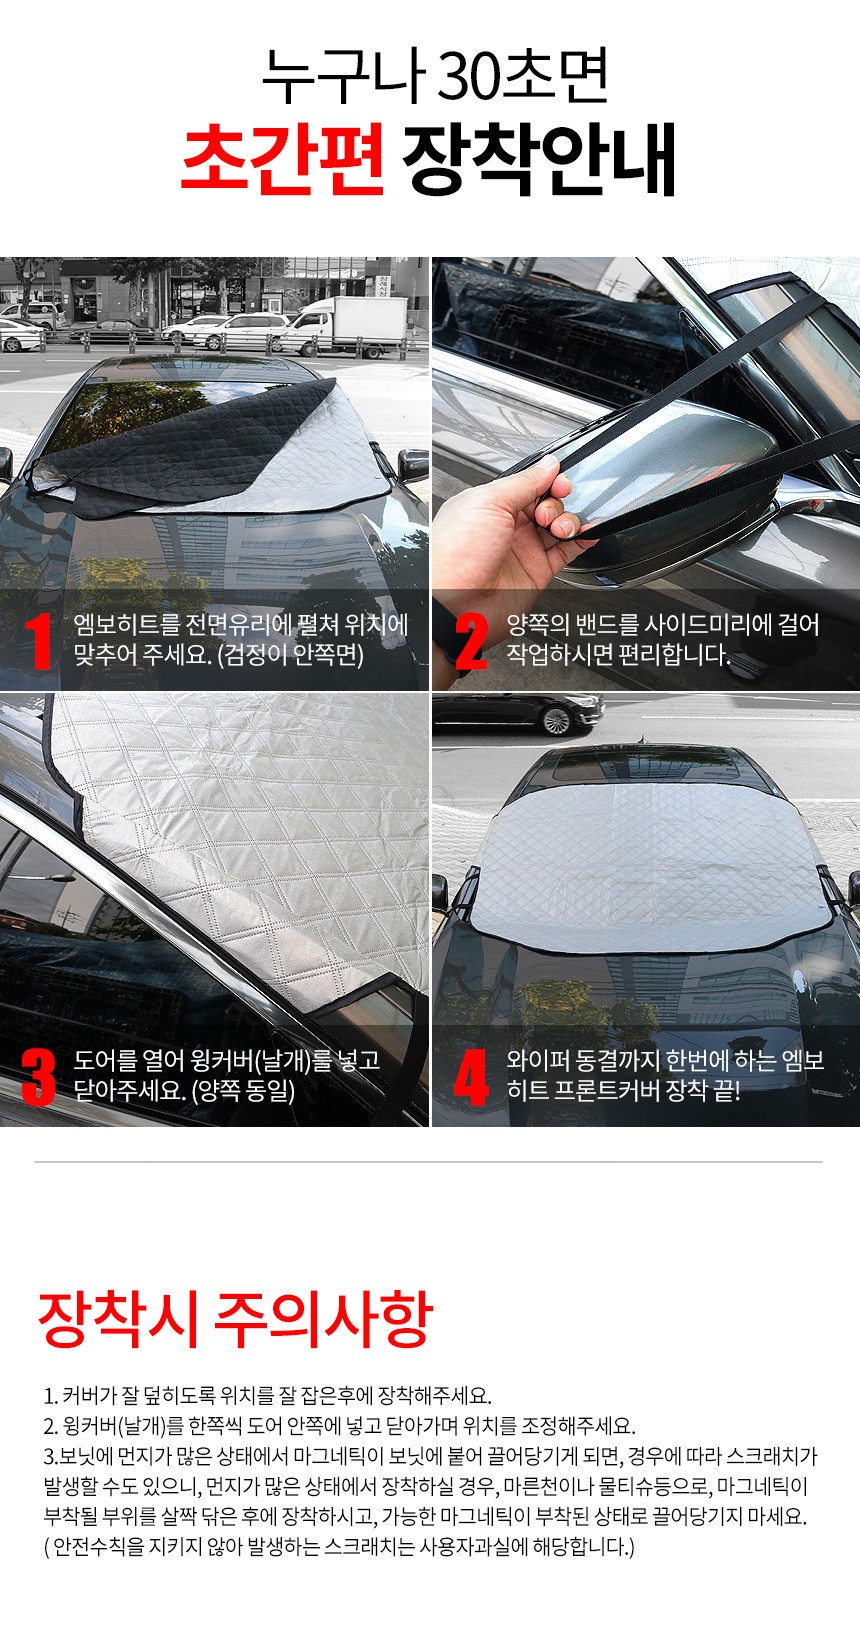 누구나 30초면
초간편 장착안내
장례식장
1 엠보히트를 전면유리에 펼쳐 위치에
맞추어 주세요. (검정이 안쪽면)
2 양쪽의 밴드를 사이드미리에 걸어
작업하시면 편리합니다.
3 도어를 열어 윙커버(날개)를 넣고
닫아주세요. (양쪽 동일)
4 와이퍼 동결까지 한번에 하는 엠보
히트 프론트커버 장착 끝!
장착시 주의사항
1. 커버가 잘 덮히도록 위치를 잘 잡은후에 장착해주세요.
2. 윙커버(날개)를 한쪽씩 도어 안쪽에 넣고 닫아가며 위치를 조정해주세요.
3.보닛에 먼지가 많은 상태에서 마그네틱이 보닛에 붙어 끌어당기게 되면, 경우에 따라 스크래치가
발생할 수도 있으니, 먼지가 많은 상태에서 장착하실 경우, 마른천이나 물티슈등으로, 마그네틱이
부착될 부위를 살짝 닦은 후에 장착하시고, 가능한 마그네틱이 부착된 상태로 끌어당기지 마세요.
( 안전수칙을 지키지 않아 발생하는 스크래치는 사용자과실에 해당합니다.)